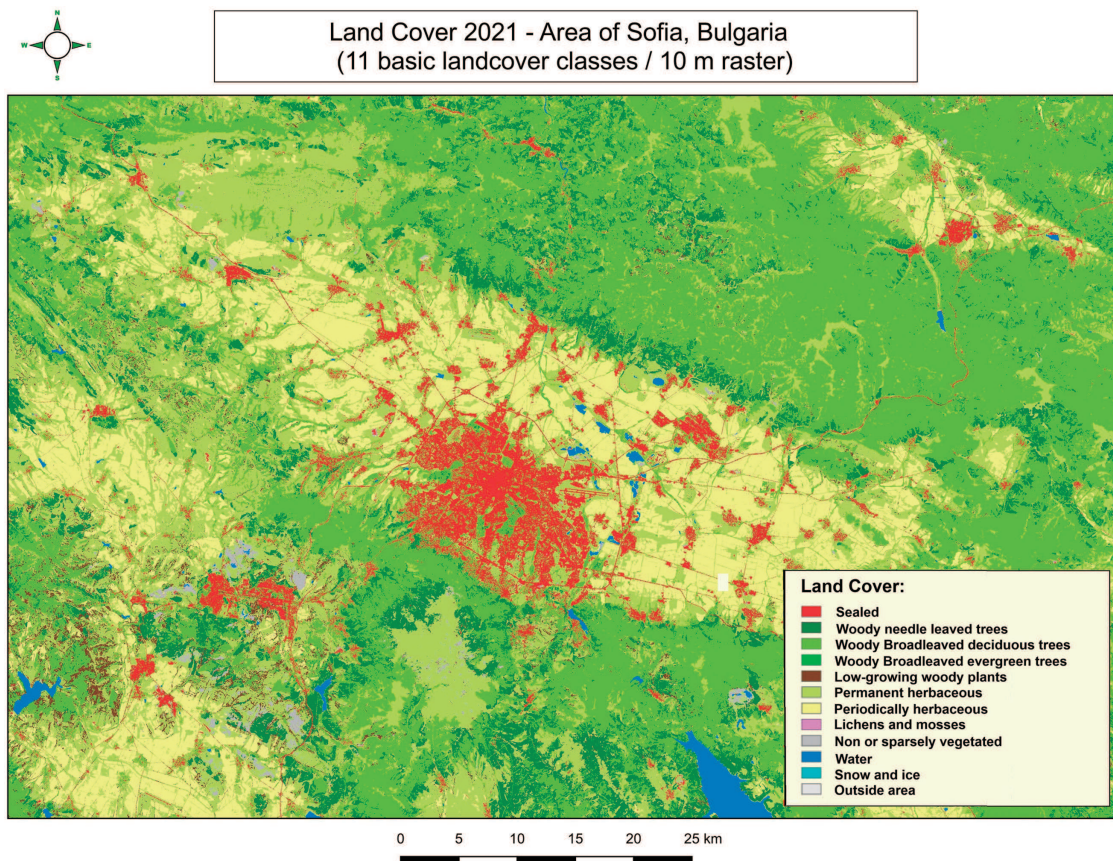 N
W E
S
Land Cover 2021 - Area of Sofia, Bulgaria
(11 basic landcover classes / 10 m raster)
Land Cover:
Sealed
Woody needle leaved trees
Woody Broadleaved deciduous trees
Woody Broadleaved evergreen trees
Low-growing woody plants
Permanent herbaceous
Periodically herbaceous
Lichens and mosses
Non or sparsely vegetated
Water
Snow and ice
Outside area
0 5 10 15 20 25 km